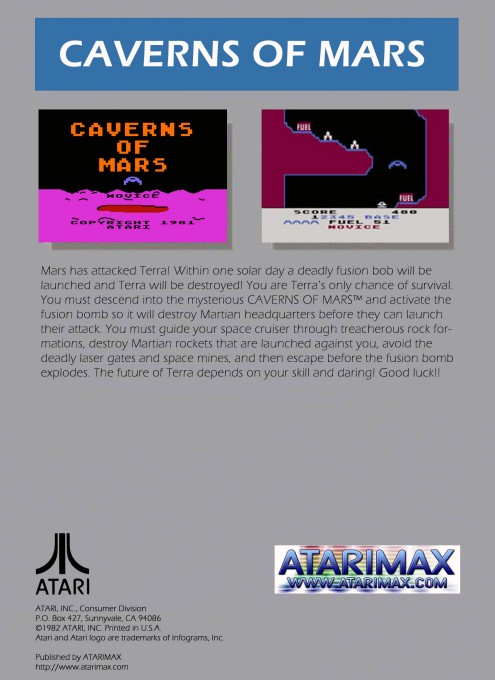 CAVERNS OF MARS
CAVERNS
OF
MARS
NOVICE
COPYRIGHT 1981
ATARI
FUEL
FUEL
SCORE 400
12345 BASE
FUEL 51
NOVICE
Mars has attacked Terra! Within one solar day a deadly fusion bob will be
launched and Terra will be destroyed! You are Terra's only chance of survival.
You must descend into the mysterious CAVERNS OF MARS™ and activate the
fusion bomb so it will destroy Martian headquarters before they can launch
their attack. You must guide your space cruiser through treacherous rock for-
mations, destroy Martian rockets that are launched against you, avoid the
deadly laser gates and space mines, and then escape before the fusion bomb
explodes. The future of Terra depends on your skill and daring! Good luck!!
ATARI
ATARIMAX
WWW.ATARIMAX.COM
ATARI, INC., Consumer Division
P.O. Box 427, Sunnyvale, CA 94086
©1982 ATARI, INC. Printed in U.S.A.
Atari and Atari logo are trademarks of Infograms, Inc.
Published by ATARIMAX
http://www.atarimax.com